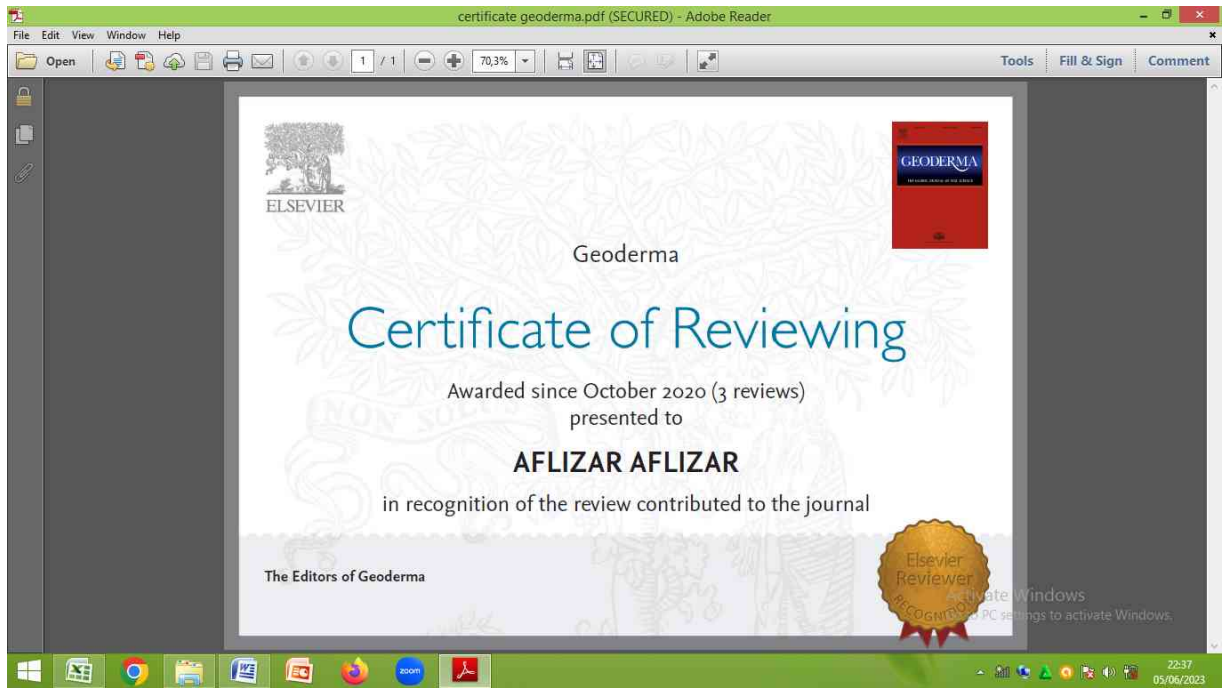 certificate geoderma.pdf (SECURED) - Adobe Reader
File Edit View Window Help
Open 1 / 1 70,3% Tools Fill & Sign Comment
ELSEVIER
GEODERMA
Geoderma
Certificate of Reviewing
Awarded since October 2020 (3 reviews)
presented to
AFLIZAR AFLIZAR
in recognition of the review contributed to the journal
The Editors of Geoderma
Elsevier
Reviewer
RECOGNITION
Activate Windows
PC settings to activate Windows.
zoom
22:37
05/06/2023